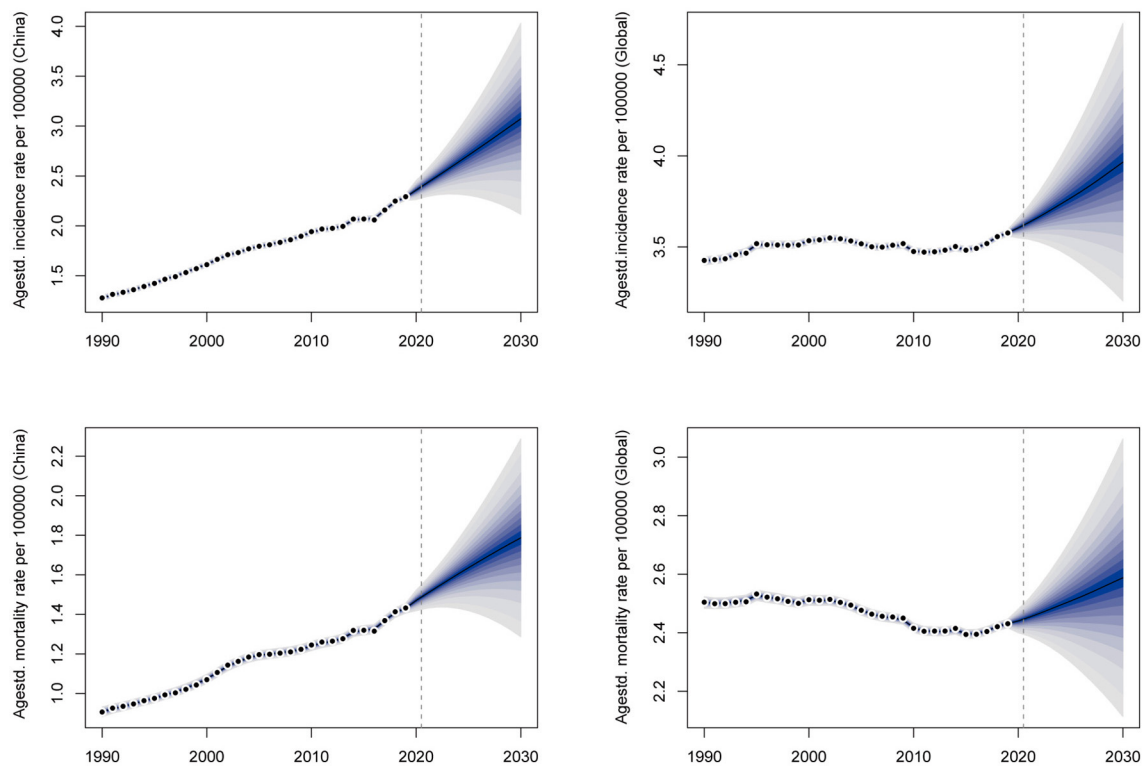 Agestd. incidence rate per 100000 (China)
4.0
3.5
3.0
2.5
2.0
1.5
1990 2000 2010 2020 2030
Agestd.incidence rate per 100000 (Global)
4.5
4.0
3.5
1990 2000 2010 2020 2030
Agestd. mortality rate per 100000 (China)
2.2
2.0
1.8
1.6
1.4
1.2
1.0
1990 2000 2010 2020 2030
Agestd. mortality rate per 100000 (Global)
3.0
2.8
2.6
2.4
2.2
1990 2000 2010 2020 2030